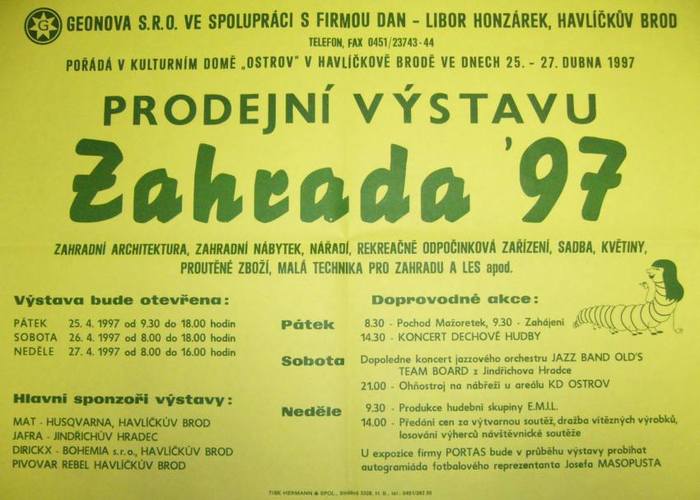 G GEONOVA S.R.O. VE SPOLUPRÁCI S FIRMOU DAN - LIBOR HONZÁREK, HAVLÍČKŮV BROD
TELEFON, FAX 0451/23743-44
POŘÁDÁ V KULTURNÍM DOMĚ „OSTROV" V HAVLÍČKOVĚ BRODĚ VE DNECH 25. - 27. DUBNA 1997
PRODEJNÍ VÝSTAVU
Zahrada '97
ZAHRADNÍ ARCHITEKTURA, ZAHRADNÍ NÁBYTEK, NÁŘADÍ, REKREAČNĚ ODPOČINKOVÁ ZAŘÍZENÍ, SADBA, KVĚTINY,
PROUTĚNÉ ZBOŽÍ, MALÁ TECHNIKA PRO ZAHRADU A LES apod.
Výstava bude otevřena:
PÁTEK 25. 4. 1997 od 9.30 do 18.00 hodin
SOBOTA 26. 4. 1997 od 8.00 do 18.00 hodin
NEDĚLE 27. 4. 1997 od 8.00 do 16.00 hodin
Hlavní sponzoři výstavy:
MAT - HUSQVARNA, HAVLÍČKŮV BROD
JAFRA - JINDŘICHŮV HRADEC
DIRICKX - BOHEMIA s.r.o., HAVLÍČKŮV BROD
PIVOVAR REBEL HAVLÍČKŮV BROD
Doprovodné akce:
Pátek 8.30 - Pochod Mažoretek, 9.30 - Zahájení
14.30 - KONCERT DECHOVÉ HUDBY
Sobota Dopoledne koncert jazzového orchestru JAZZ BAND OLD'S
TEAM BOARD z Jindřichova Hradce
21.00 - Ohňostroj na nábřeží u areálu KD OSTROV
Neděle 9.30 - Produkce hudební skupiny E.M.I.L.
14.00 - Předání cen za výtvarnou soutěž, dražba vítězných výrobků,
losování výherců návštěvnické soutěže
U expozice firmy PORTAS bude v průběhu výstavy probíhat
autogramiáda fotbalového reprezentanta Josefa MASOPUSTA
TISK HERMANN & SPOL., H. B., tel.: 0451/